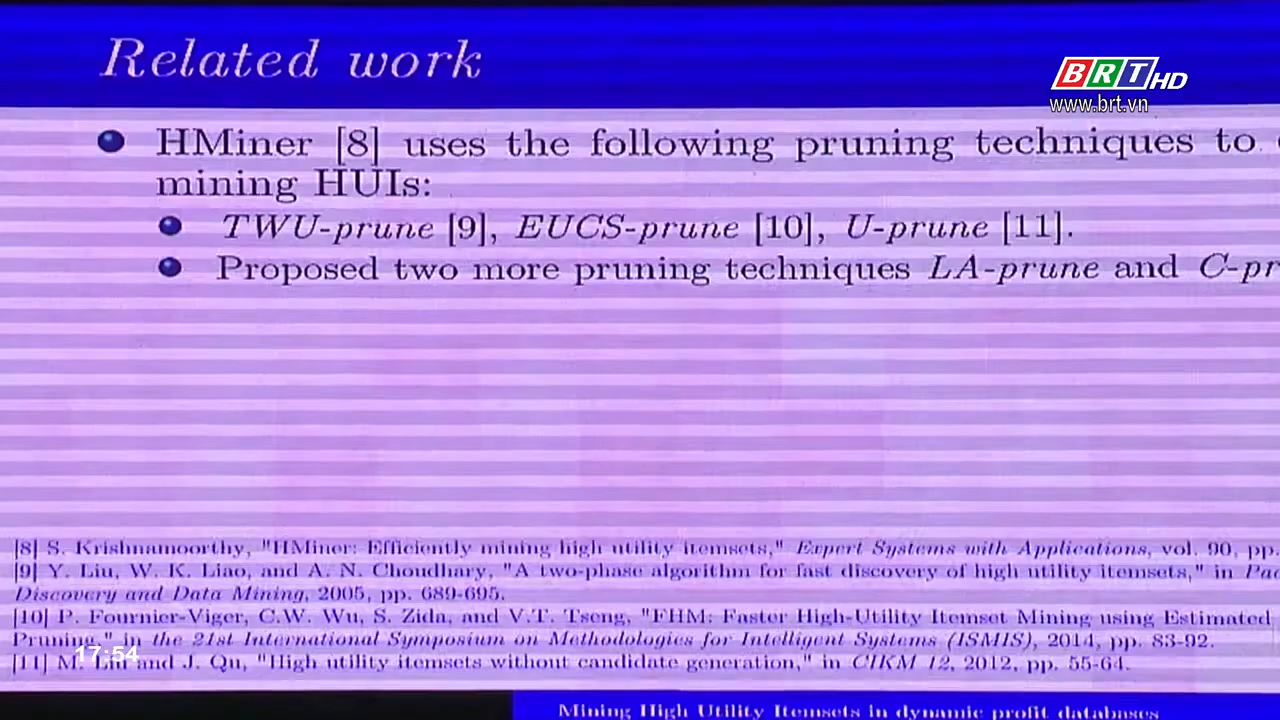 Related work
BRT HD
www.brt.vn
HMiner [8] uses the following pruning techniques to
mining HUIs:
TWU-prune [9], EUCS-prune [10], U-prune [11].
Proposed two more pruning techniques LA-prune and C-pr
[8] S. Krishnamoorthy, "HMiner: Efficiently mining high utility itemsets," Expert Systems with Applications, vol. 90, pp.
[9] Y. Liu, W. K. Liao, and A. N. Choudhary, "A two-phase algorithm for fast discovery of high utility itemsets," in Pac
Discovery and Data Mining, 2005, pp. 689-695.
[10] P. Fournier-Viger, C.W. Wu, S. Zida, and V.T. Tseng, "FHM: Faster High-Utility Itemset Mining using Estimated
Pruning," in the 21st International Symposium on Methodologies for Intelligent Systems (ISMIS), 2014, pp. 83-92.
[11] M. and J. Qu, "High utility itemsets without candidate generation," in CIKM 12, 2012, pp. 55-64.
17:54
Mining High Utility Itemsets in dynamic profit databases